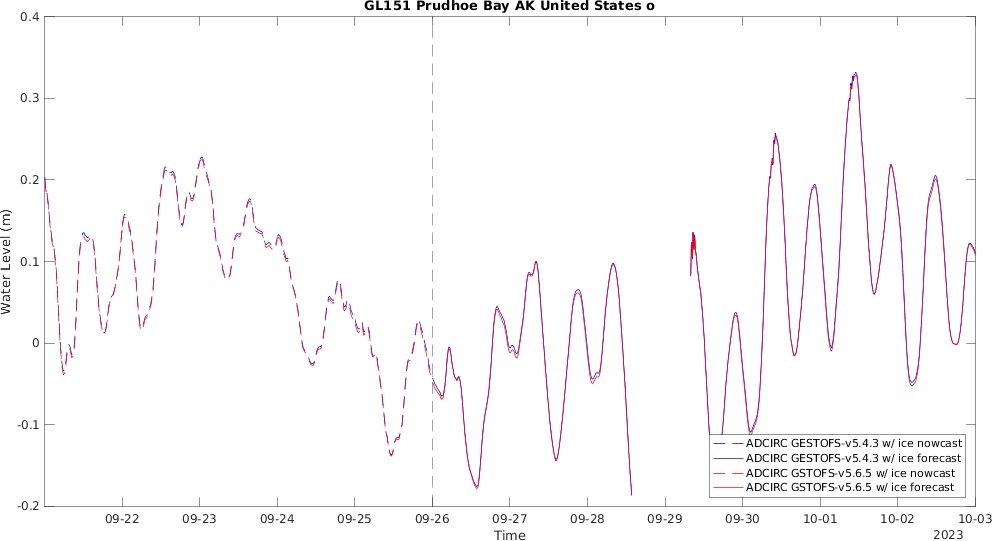 GL151 Prudhoe Bay AK United States o
0.4
0.3
0.2
0.1
0
-0.1
-0.2
Water Level (m)
ADCIRC GESTOFS-v5.4.3 w/ ice nowcast
ADCIRC GESTOFS-v5.4.3 w/ ice forecast
ADCIRC GSTOFS-v5.6.5 w/ ice nowcast
ADCIRC GSTOFS-v5.6.5 w/ ice forecast
09-22 09-23 09-24 09-25 09-26 09-27 09-28 09-29 09-30 10-01 10-02 10-03
Time
2023